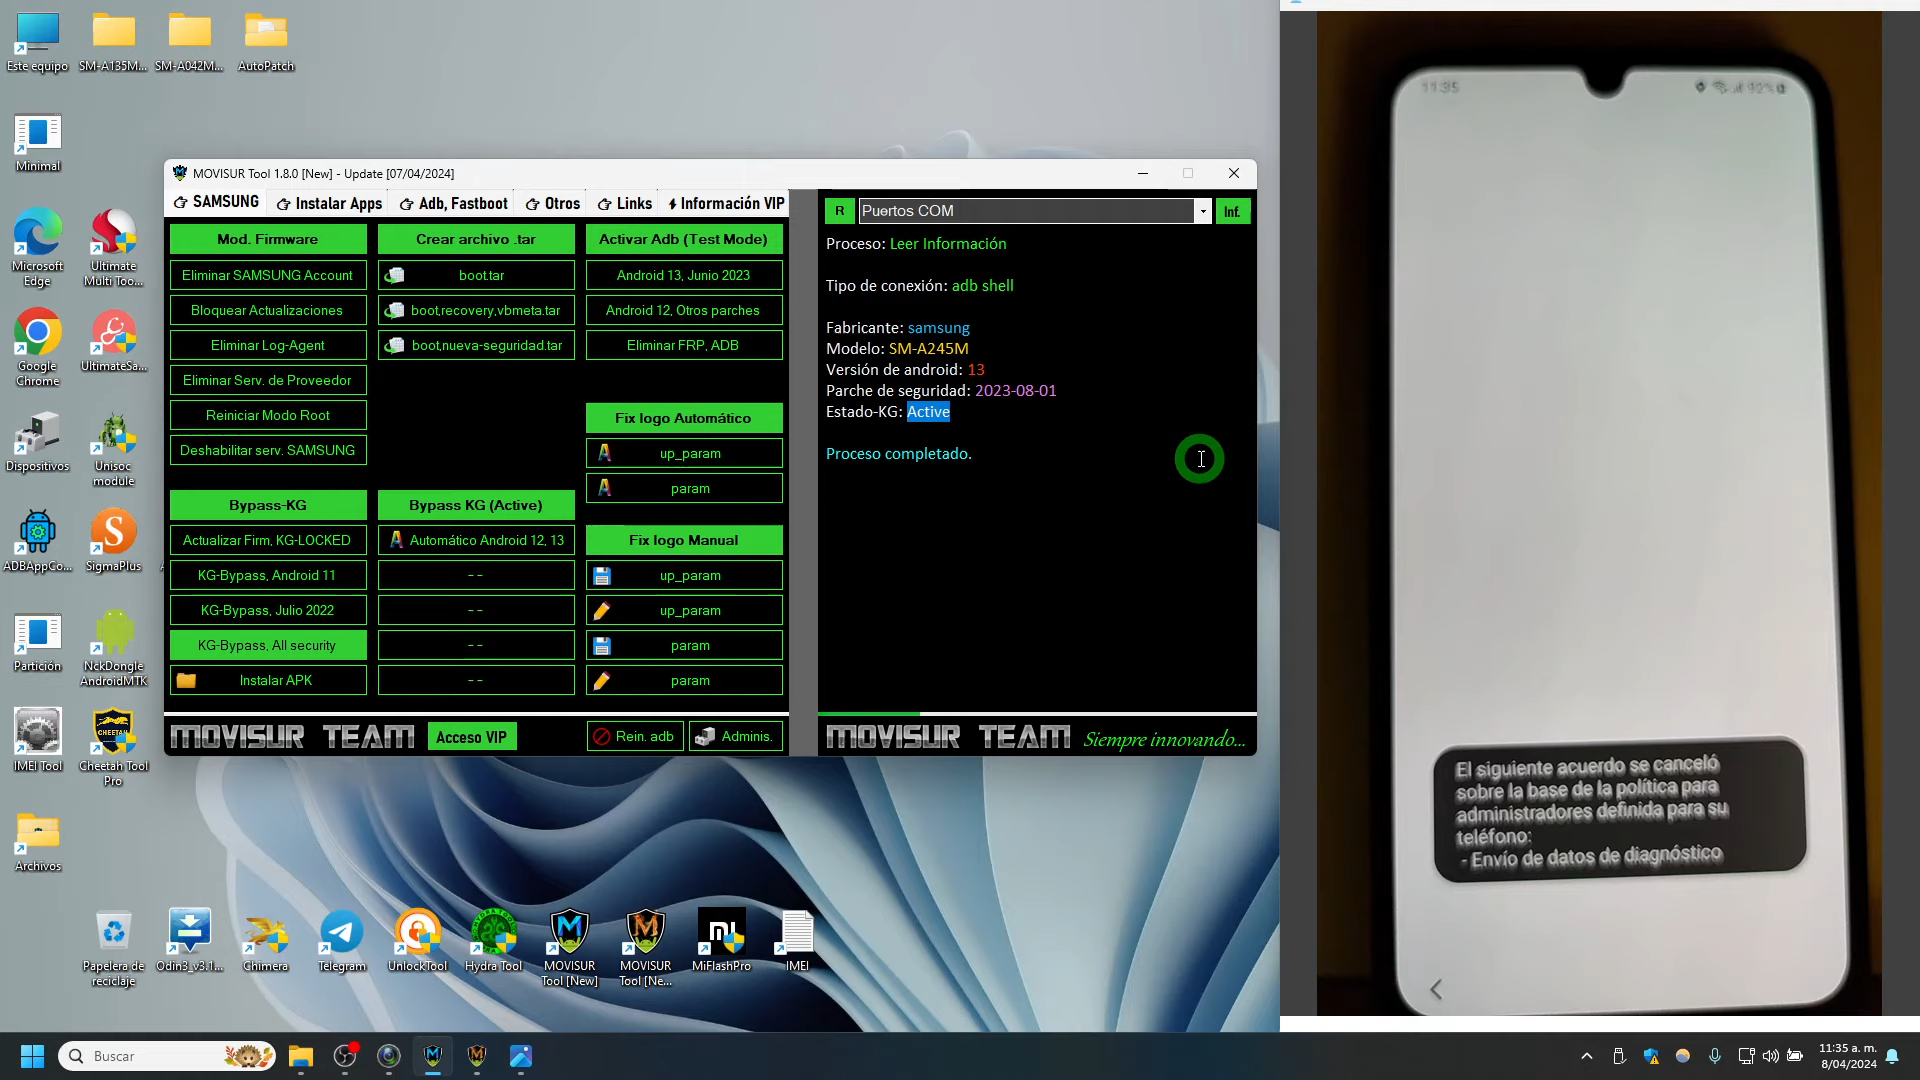 Este equipo
SM-A135M...
SM-A042M...
AutoPatch
Minimal
Microsoft
Edge
Ultimate
Multi Too...
Google
Chrome
UltimateSa...
Dispositivos
Unisoc
module
ADBAppCo...
SigmaPlus
Partición
NckDongle
AndroidMTK
IMEI Tool
Cheetah Tool
Pro
Archivos
Papelera de
reciclaje
Odin3_v3.1...
Chimera
Telegram
UnlockTool
Hydra Tool
MOVISUR
Tool [New]
MOVISUR
Tool [Ne...
MiFlashPro
IMEI
MOVISUR Tool 1.8.0 [New] - Update [07/04/2024]
SAMSUNG
Instalar Apps
Adb, Fastboot
Otros
Links
Información VIP
Mod. Firmware
Eliminar SAMSUNG Account
Bloquear Actualizaciones
Eliminar Log-Agent
Eliminar Serv. de Proveedor
Reiniciar Modo Root
Deshabilitar serv. SAMSUNG
Crear archivo .tar
boot.tar
boot,recovery,vbmeta.tar
boot,nueva-seguridad.tar
Activar Adb (Test Mode)
Android 13, Junio 2023
Android 12, Otros parches
Eliminar FRP, ADB
Fix logo Automático
up_param
param
Bypass-KG
Actualizar Firm, KG-LOCKED
KG-Bypass, Android 11
KG-Bypass, Julio 2022
KG-Bypass, All security
Instalar APK
Bypass KG (Active)
Automático Android 12, 13
- -
- -
- -
- -
Fix logo Manual
up_param
up_param
param
param
MOVISUR TEAM
Acceso VIP
Rein. adb
Adminis.
R
Puertos COM
Inf.
Proceso: Leer Información
Tipo de conexión: adb shell
Fabricante: samsung
Modelo: SM-A245M
Versión de android: 13
Parche de seguridad: 2023-08-01
Estado-KG: Active
Proceso completado.
MOVISUR TEAM
Siempre innovando...
11:35
92%
El siguiente acuerdo se canceló
sobre la base de la política para
administradores definida para su
teléfono:
- Envío de datos de diagnóstico
Buscar
11:35 a. m.
8/04/2024